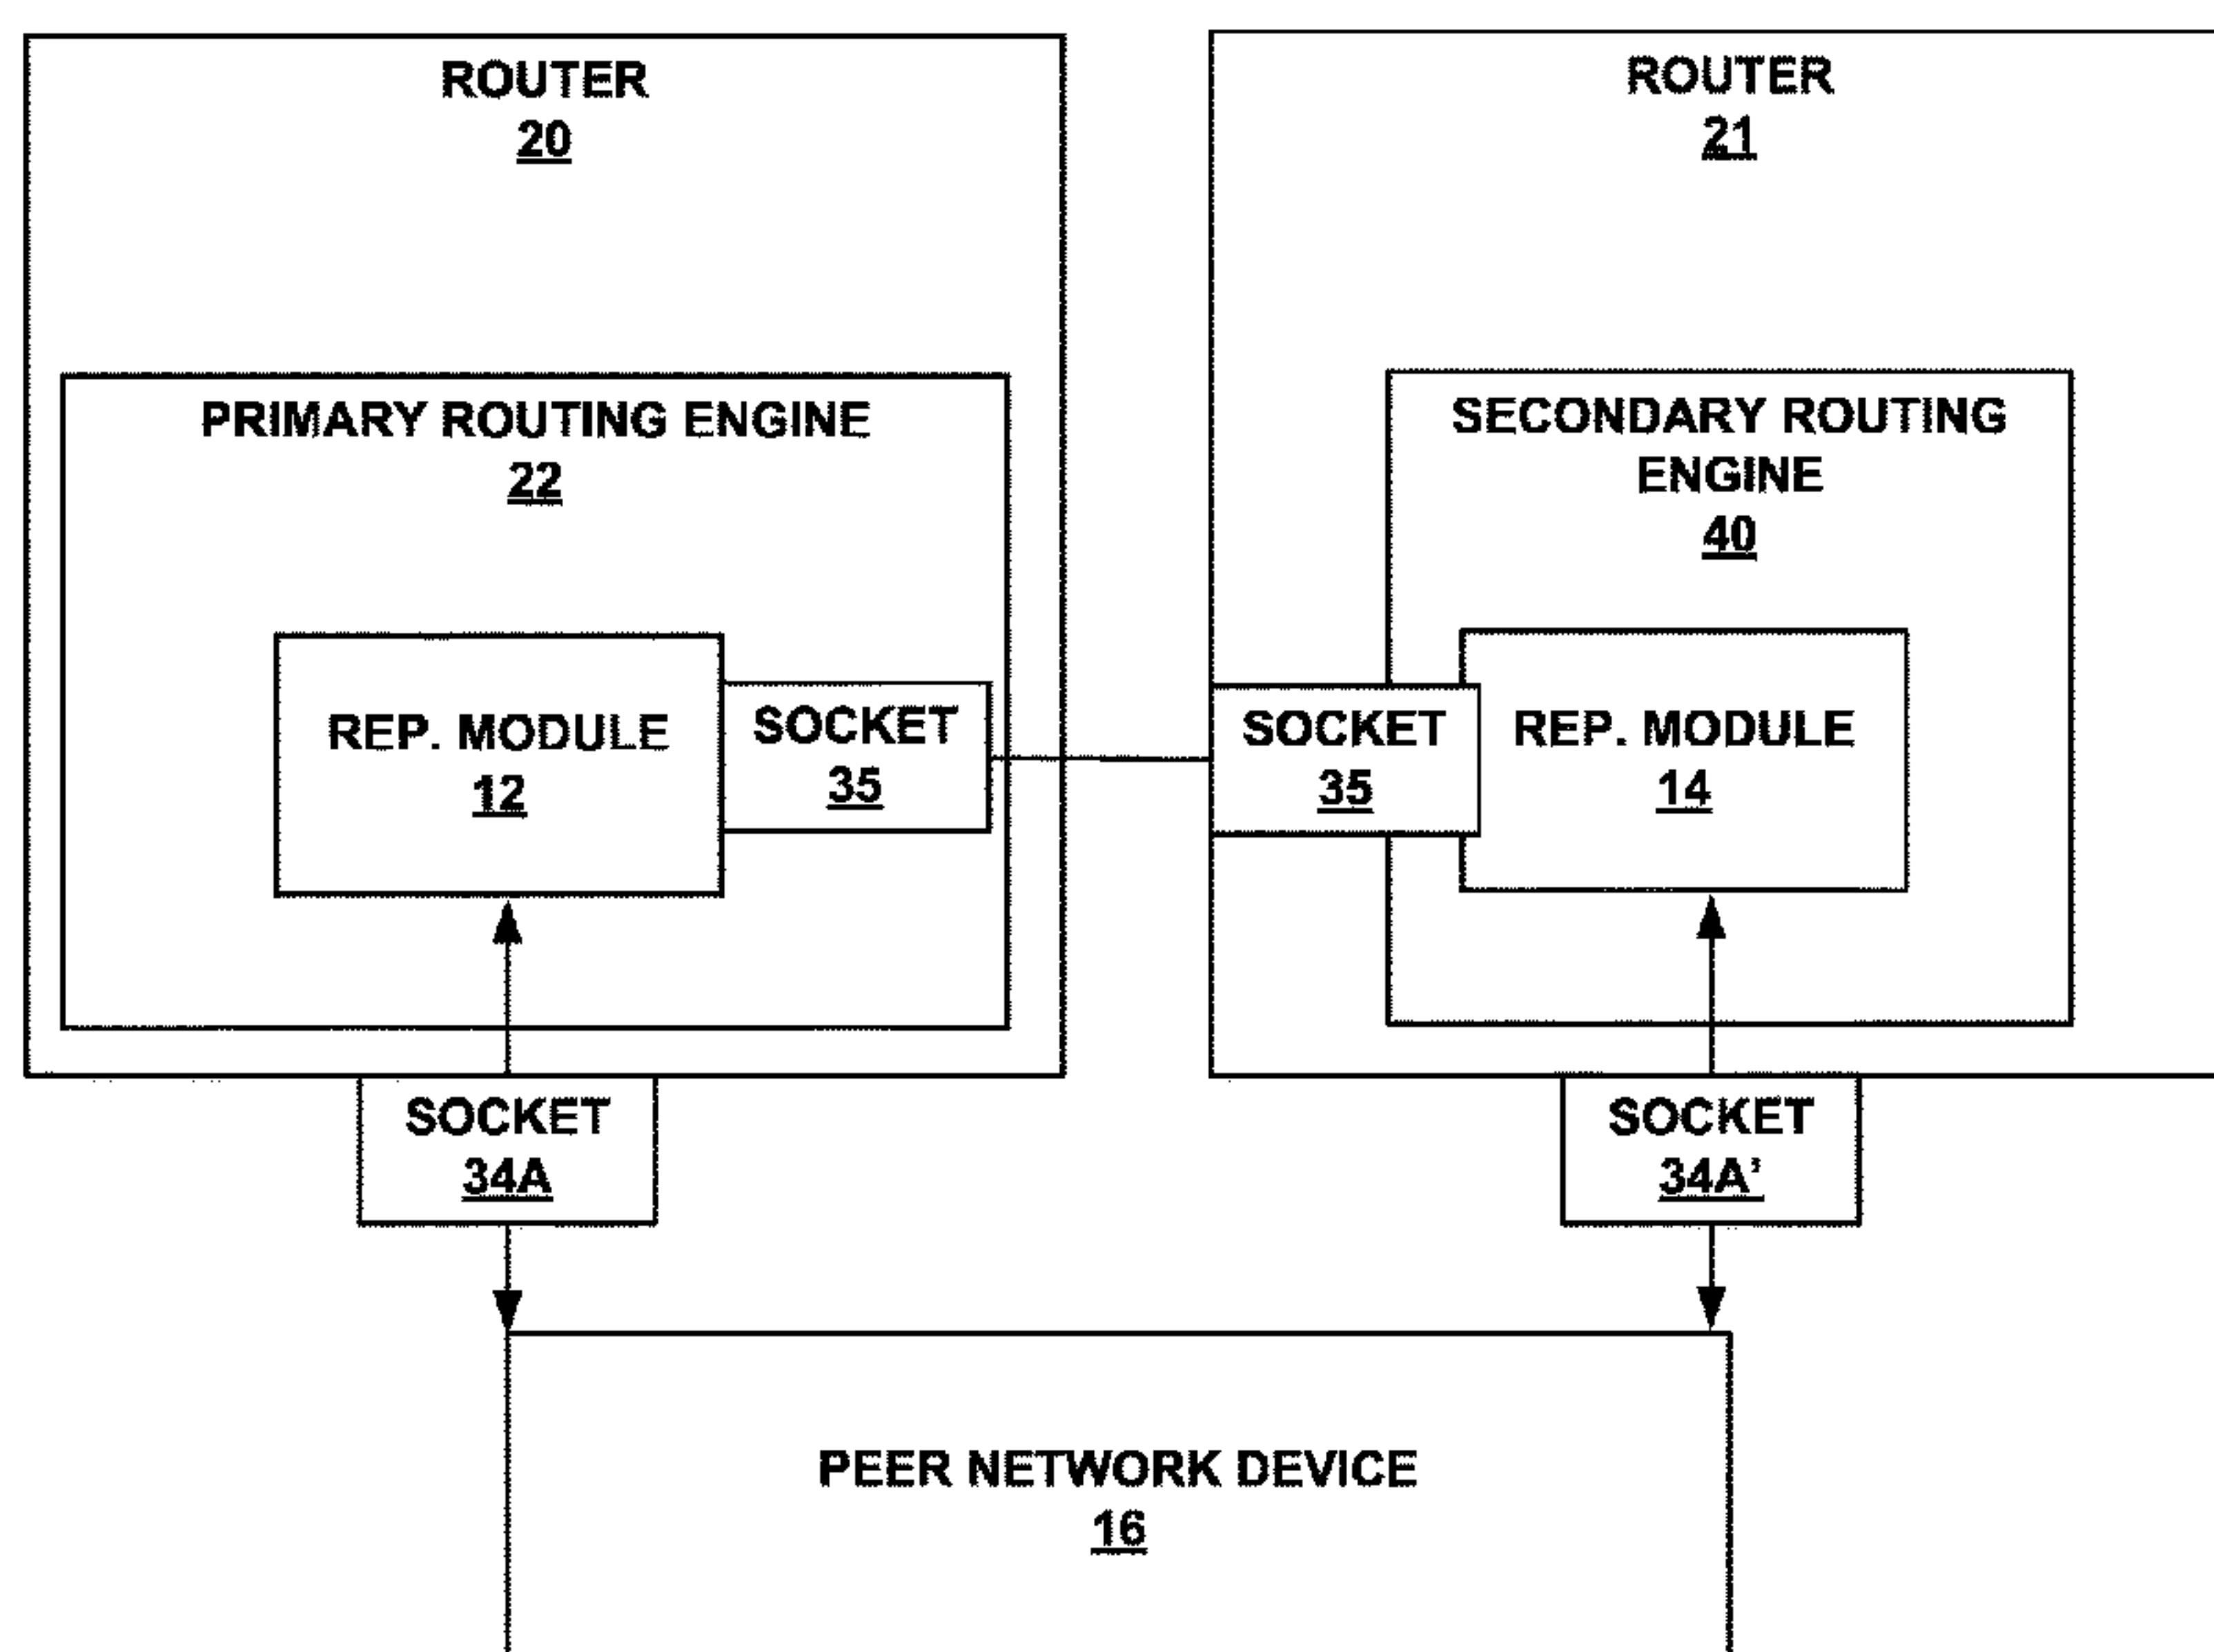 ROUTER
20
PRIMARY ROUTING ENGINE
22
REP. MODULE
12
SOCKET
35
SOCKET
34A
ROUTER
21
SECONDARY ROUTING
ENGINE
40
SOCKET
35
REP. MODULE
14
SOCKET
34A'
PEER NETWORK DEVICE
16